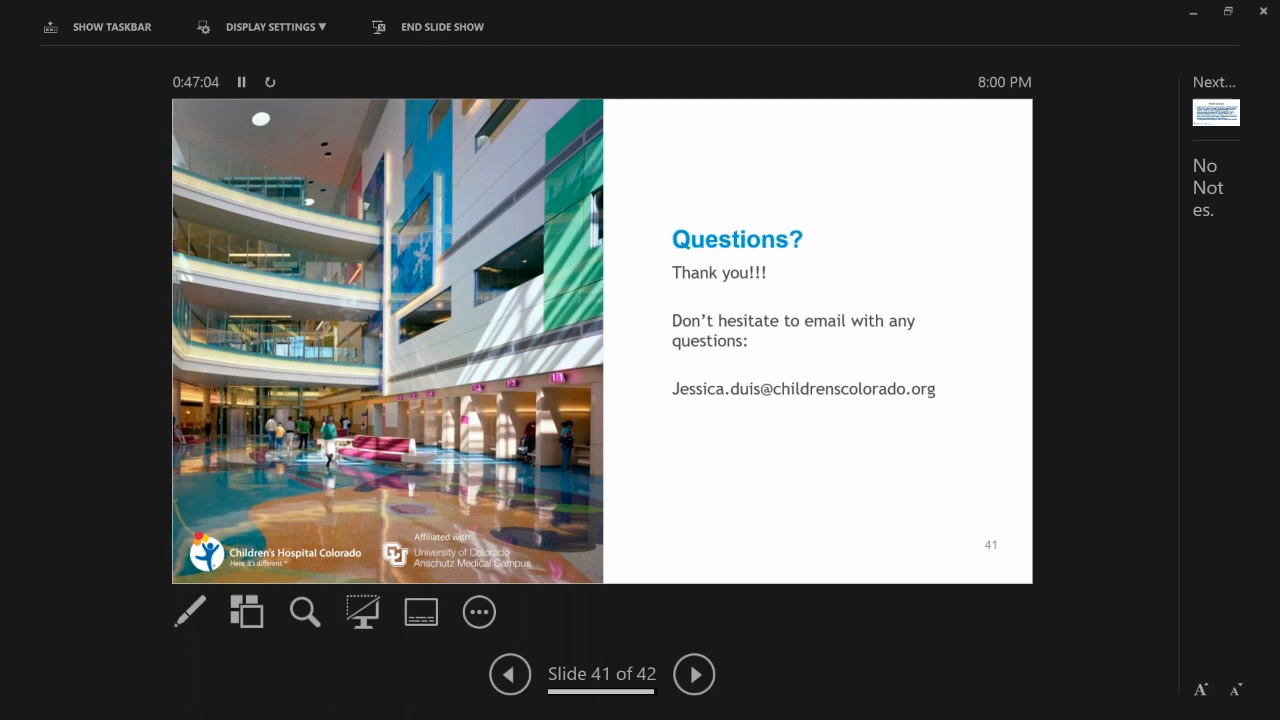 SHOW TASKBAR
DISPLAY SETTINGS ▼
END SLIDE SHOW
0:47:04
8:00 PM
Next...
No
Not
es.
Questions?
Thank you!!!
Don’t hesitate to email with any
questions:
Jessica.duis@childrenscolorado.org
Children's Hospital Colorado
Here, it's different.™
Affiliated with
University of Colorado
Anschutz Medical Campus
41
Slide 41 of 42